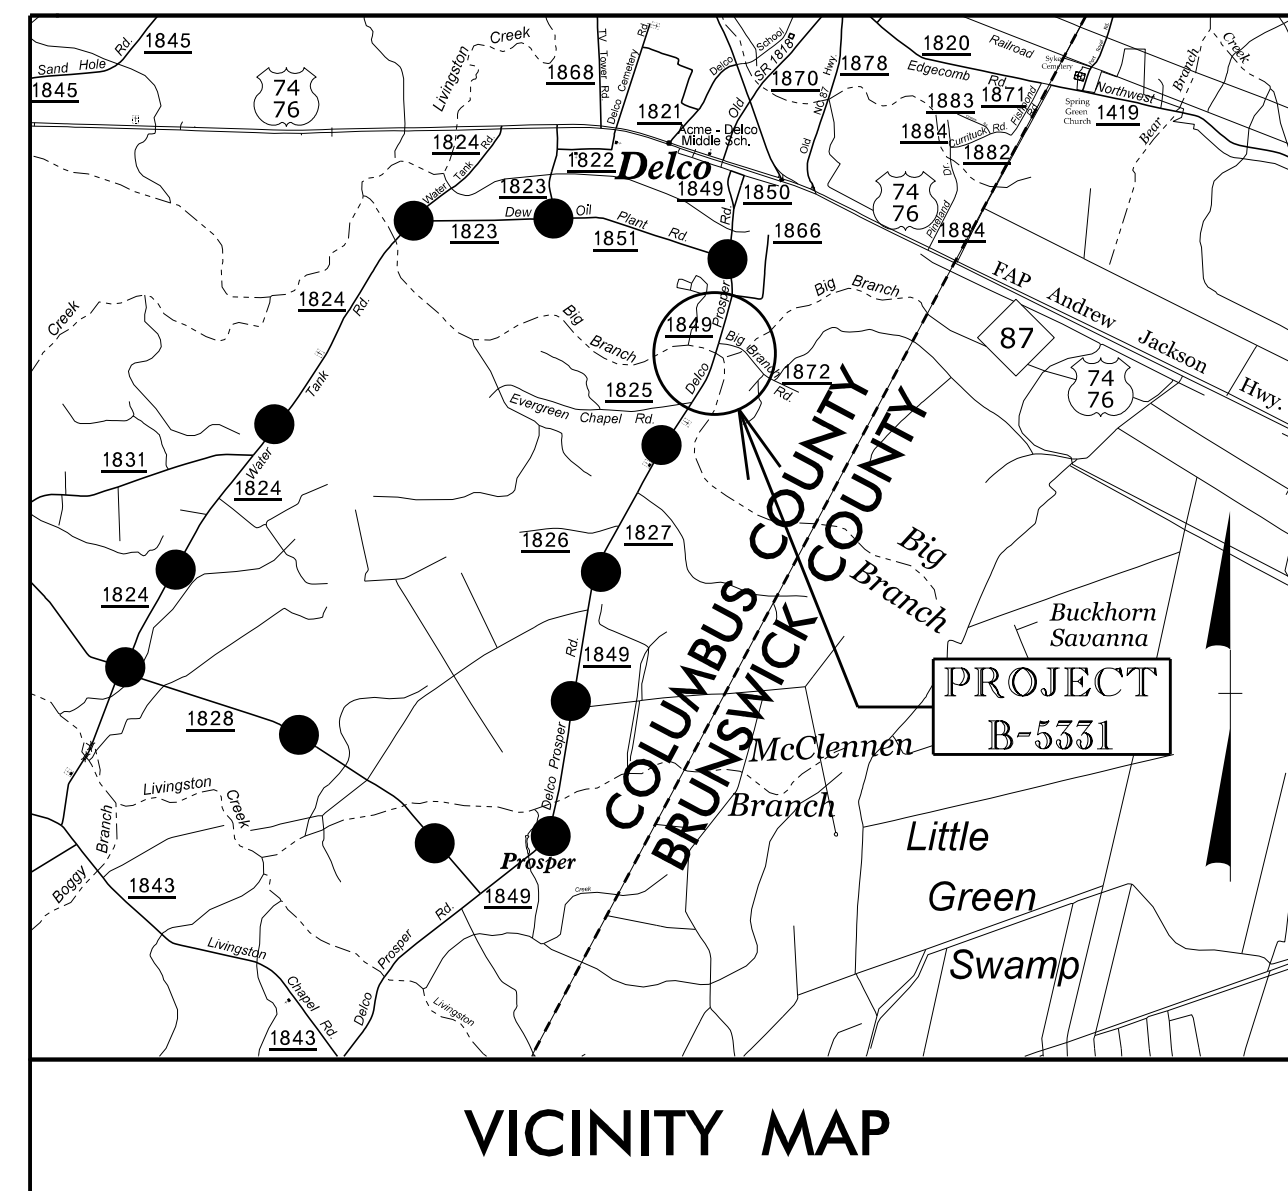 1845
Sand Hole Rd.
1845
74
76
Livingston Creek
1868
TV Tower Rd.
Delco Cemetery Rd.
1821
Delco School
Old
SR 1818
1870
1878
Old NC 87 Hwy.
1820
Railroad
Edgecomb Rd.
1883
1871
Fishpond Rd.
1884
Currituck Rd.
1882
Cemetery
Spring
Green
Church
Northwest
1419
Branch
Bear
Creek
Acme - Delco
Middle Sch.
Delco
1824
Water Tank Rd.
1822
1823
1849
1850
Rd.
74
76
Pineland Dr.
1884
Dew Oil Plant Rd.
1823
1851
1866
FAP Andrew Jackson Hwy.
87
74
76
Creek
1824
Rd.
Tank
Water
Big Branch
Big Branch
Prosper
1849
Big Branch Rd.
1872
Delco
1825
Evergreen Chapel Rd.
1831
1824
1826
1827
Big
Branch
COLUMBUS COUNTY
BRUNSWICK COUNTY
1824
Buckhorn
Savanna
Rd.
1849
PROJECT
B-5331
1828
Delco Prosper
McClennen
Branch
Livingston Creek
Branch
Boggy
Little
Green
Swamp
Prosper
1849
Creek
1843
Rd.
Prosper
Delco
Livingston Chapel Rd.
1843
Livingston
VICINITY MAP